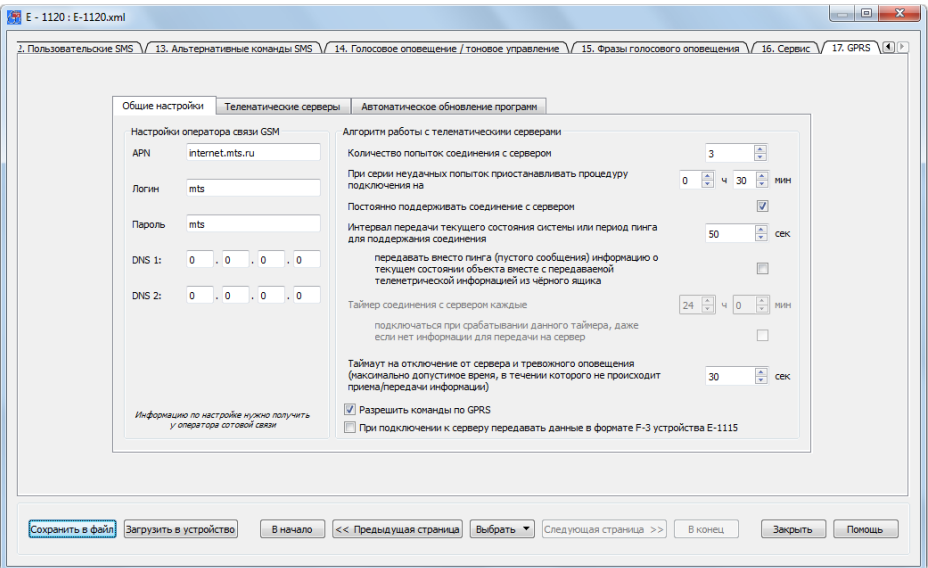 E - 1120 : E-1120.xml
2. Пользовательские SMS
13. Альтернативные команды SMS
14. Голосовое оповещение / тоновое управление
15. Фразы голосового оповещения
16. Сервис
17. GPRS
Общие настройки
Телематические серверы
Автоматическое обновление программ
Настройки оператора связи GSM
APN
internet.mts.ru
Логин
mts
Пароль
mts
DNS 1:
0 . 0 . 0 . 0
DNS 2:
0 . 0 . 0 . 0
Информацию по настройке нужно получить
у оператора сотовой связи
Алгоритм работы с телематическими серверами
Количество попыток соединения с сервером
3
При серии неудачных попыток приостанавливать процедуру
подключения на
0 ч 30 мин
Постоянно поддерживать соединение с сервером
Интервал передачи текущего состояния системы или период пинга
для поддержания соединения
50 сек
передавать вместо пинга (пустого сообщения) информацию о
текущем состоянии объекта вместе с передаваемой
телеметрической информацией из чёрного ящика
Таймер соединения с сервером каждые
24 ч 0 мин
подключаться при срабатывании данного таймера, даже
если нет информации для передачи на сервер
Таймаут на отключение от сервера и тревожного оповещения
(максимально допустимое время, в течении которого не происходит
приема/передачи информации)
30 сек
Разрешить команды по GPRS
При подключении к серверу передавать данные в формате F-3 устройства E-1115
Сохранить в файл
Загрузить в устройство
В начало
<< Предыдущая страница
Выбрать
Следующая страница >>
В конец
Закрыть
Помощь